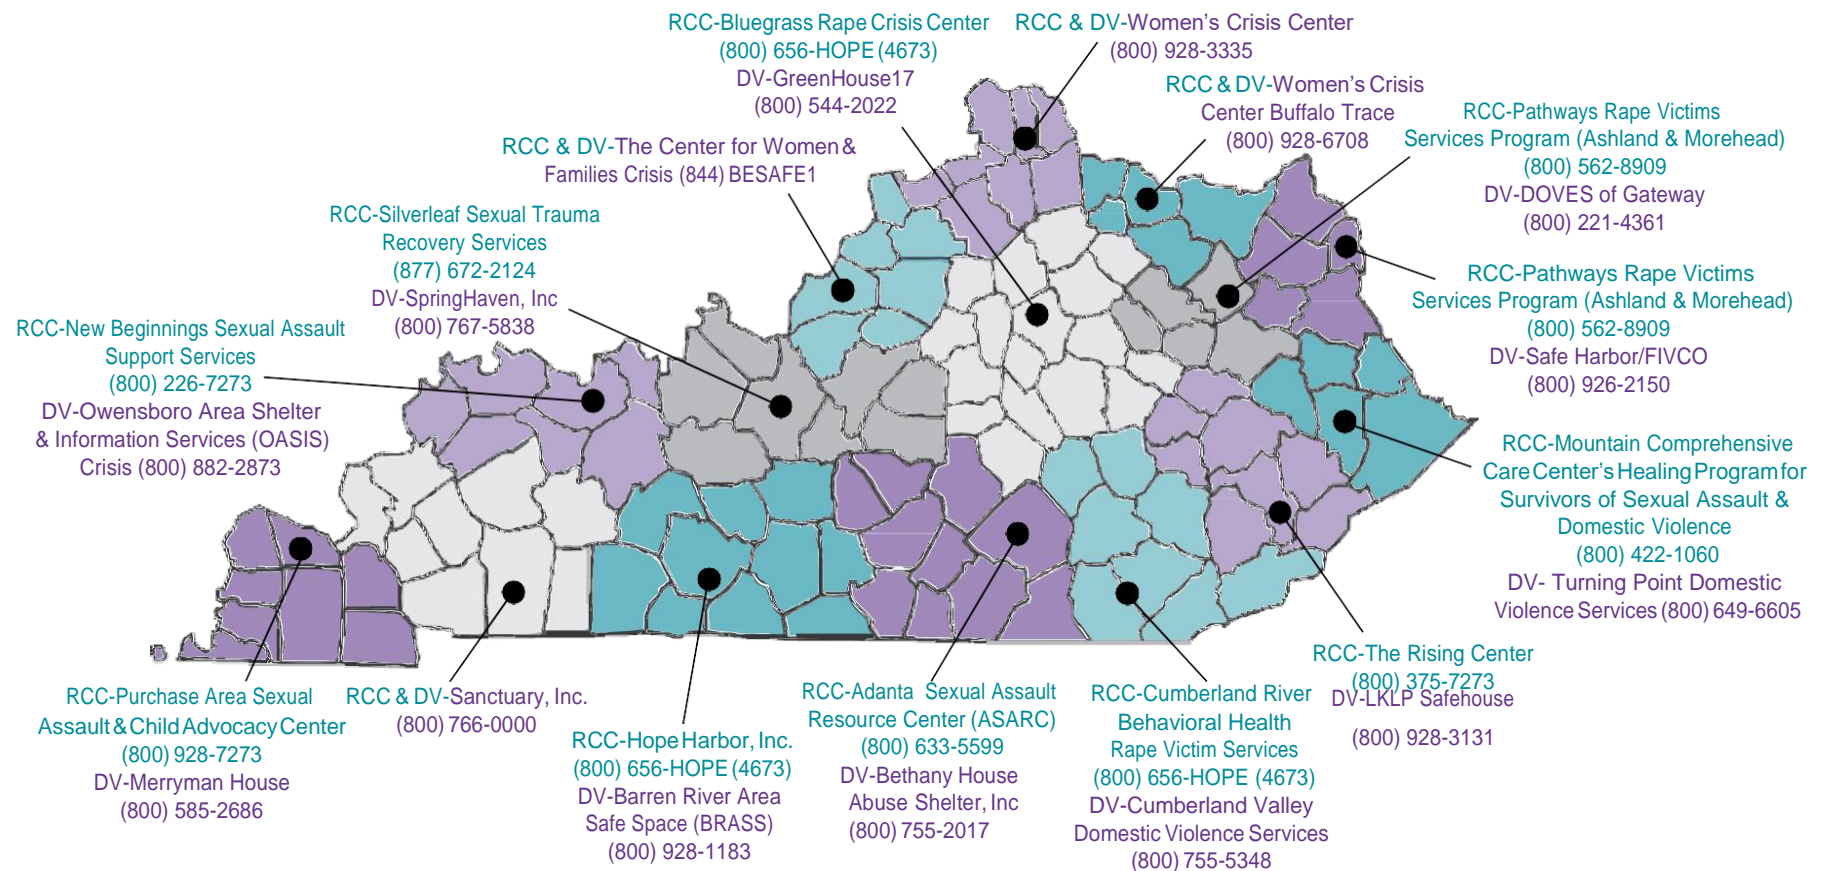 RCC-Bluegrass Rape Crisis Center
(800) 656-HOPE (4673)
DV-GreenHouse17
(800) 544-2022
RCC & DV-Women's Crisis Center
(800) 928-3335
RCC & DV-Women's Crisis
Center Buffalo Trace
(800) 928-6708
RCC-Pathways Rape Victims
Services Program (Ashland & Morehead)
(800) 562-8909
DV-DOVES of Gateway
(800) 221-4361
RCC & DV-The Center for Women &
Families Crisis (844) BESAFE1
RCC-Silverleaf Sexual Trauma
Recovery Services
(877) 672-2124
DV-SpringHaven, Inc
(800) 767-5838
RCC-Pathways Rape Victims
Services Program (Ashland & Morehead)
(800) 562-8909
DV-Safe Harbor/FIVCO
(800) 926-2150
RCC-New Beginnings Sexual Assault
Support Services
(800) 226-7273
DV-Owensboro Area Shelter
& Information Services (OASIS)
Crisis (800) 882-2873
RCC-Mountain Comprehensive
Care Center's Healing Program for
Survivors of Sexual Assault &
Domestic Violence
(800) 422-1060
DV- Turning Point Domestic
Violence Services (800) 649-6605
RCC-The Rising Center
(800) 375-7273
DV-LKLP Safehouse
(800) 928-3131
RCC-Purchase Area Sexual
Assault & Child Advocacy Center
(800) 928-7273
DV-Merryman House
(800) 585-2686
RCC & DV-Sanctuary, Inc.
(800) 766-0000
RCC-Hope Harbor, Inc.
(800) 656-HOPE (4673)
DV-Barren River Area
Safe Space (BRASS)
(800) 928-1183
RCC-Adanta Sexual Assault
Resource Center (ASARC)
(800) 633-5599
DV-Bethany House
Abuse Shelter, Inc
(800) 755-2017
RCC-Cumberland River
Behavioral Health
Rape Victim Services
(800) 656-HOPE (4673)
DV-Cumberland Valley
Domestic Violence Services
(800) 755-5348